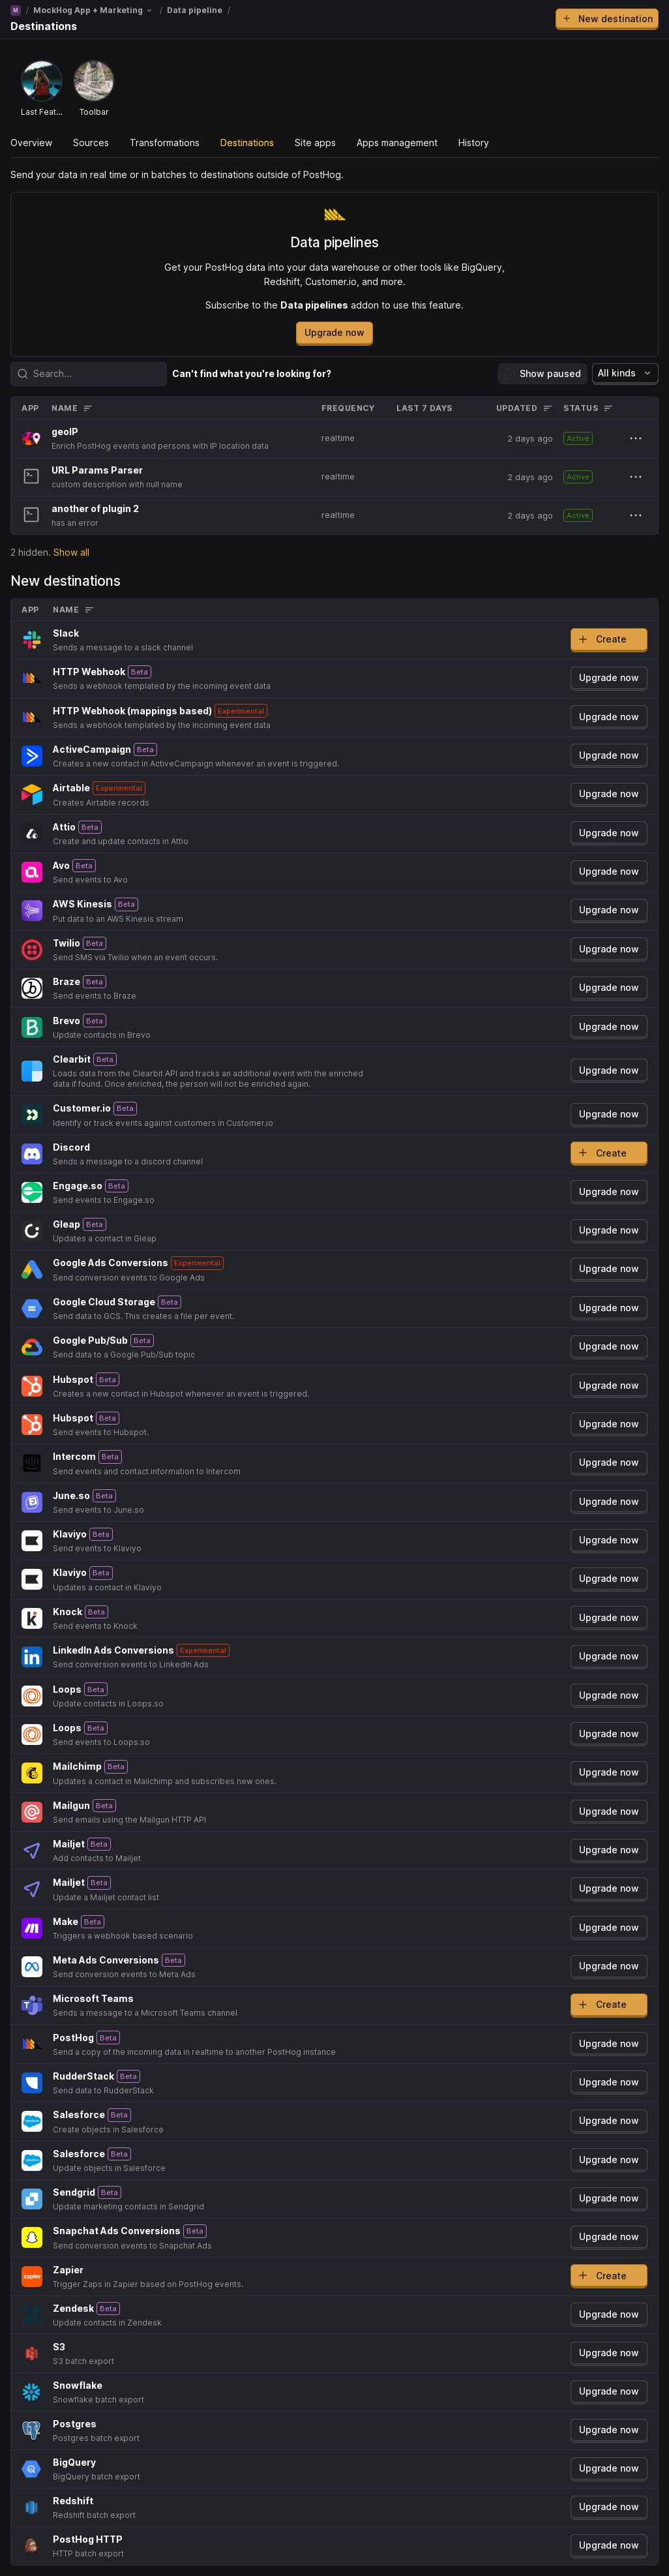 M / MockHog App + Marketing / Data pipeline /
Destinations
New destination
Last Feat... Toolbar
Overview Sources Transformations Destinations Site apps Apps management History
Send your data in real time or in batches to destinations outside of PostHog.
Data pipelines
Get your PostHog data into your data warehouse or other tools like BigQuery,
Redshift, Customer.io, and more.
Subscribe to the Data pipelines addon to use this feature.
Upgrade now
Search... Can't find what you're looking for? Show paused All kinds
APP NAME FREQUENCY LAST 7 DAYS UPDATED STATUS
geoIP
Enrich PostHog events and persons with IP location data
realtime 2 days ago Active
URL Params Parser
custom description with null name
realtime 2 days ago Active
another of plugin 2
has an error
realtime 2 days ago Active
2 hidden. Show all
New destinations
APP NAME
Slack
Sends a message to a slack channel
Create
HTTP Webhook Beta
Sends a webhook templated by the incoming event data
Upgrade now
HTTP Webhook (mappings based) Experimental
Sends a webhook templated by the incoming event data
Upgrade now
ActiveCampaign Beta
Creates a new contact in ActiveCampaign whenever an event is triggered.
Upgrade now
Airtable Experimental
Creates Airtable records
Upgrade now
Attio Beta
Create and update contacts in Attio
Upgrade now
Avo Beta
Send events to Avo
Upgrade now
AWS Kinesis Beta
Put data to an AWS Kinesis stream
Upgrade now
Twilio Beta
Send SMS via Twilio when an event occurs.
Upgrade now
Braze Beta
Send events to Braze
Upgrade now
Brevo Beta
Update contacts in Brevo
Upgrade now
Clearbit Beta
Loads data from the Clearbit API and tracks an additional event with the enriched
data if found. Once enriched, the person will not be enriched again.
Upgrade now
Customer.io Beta
Identify or track events against customers in Customer.io
Upgrade now
Discord
Sends a message to a discord channel
Create
Engage.so Beta
Send events to Engage.so
Upgrade now
Gleap Beta
Updates a contact in Gleap
Upgrade now
Google Ads Conversions Experimental
Send conversion events to Google Ads
Upgrade now
Google Cloud Storage Beta
Send data to GCS. This creates a file per event.
Upgrade now
Google Pub/Sub Beta
Send data to a Google Pub/Sub topic
Upgrade now
Hubspot Beta
Creates a new contact in Hubspot whenever an event is triggered.
Upgrade now
Hubspot Beta
Send events to Hubspot.
Upgrade now
Intercom Beta
Send events and contact information to Intercom
Upgrade now
June.so Beta
Send events to June.so
Upgrade now
Klaviyo Beta
Send events to Klaviyo
Upgrade now
Klaviyo Beta
Updates a contact in Klaviyo
Upgrade now
Knock Beta
Send events to Knock
Upgrade now
LinkedIn Ads Conversions Experimental
Send conversion events to LinkedIn Ads
Upgrade now
Loops Beta
Update contacts in Loops.so
Upgrade now
Loops Beta
Send events to Loops.so
Upgrade now
Mailchimp Beta
Updates a contact in Mailchimp and subscribes new ones.
Upgrade now
Mailgun Beta
Send emails using the Mailgun HTTP API
Upgrade now
Mailjet Beta
Add contacts to Mailjet
Upgrade now
Mailjet Beta
Update a Mailjet contact list
Upgrade now
Make Beta
Triggers a webhook based scenario
Upgrade now
Meta Ads Conversions Beta
Send conversion events to Meta Ads
Upgrade now
Microsoft Teams
Sends a message to a Microsoft Teams channel
Create
PostHog Beta
Send a copy of the incoming data in realtime to another PostHog instance
Upgrade now
RudderStack Beta
Send data to RudderStack
Upgrade now
Salesforce Beta
Create objects in Salesforce
Upgrade now
Salesforce Beta
Update objects in Salesforce
Upgrade now
Sendgrid Beta
Update marketing contacts in Sendgrid
Upgrade now
Snapchat Ads Conversions Beta
Send conversion events to Snapchat Ads
Upgrade now
zapier
Zapier
Trigger Zaps in Zapier based on PostHog events.
Create
Zendesk Beta
Update contacts in Zendesk
Upgrade now
S3
S3 batch export
Upgrade now
Snowflake
Snowflake batch export
Upgrade now
Postgres
Postgres batch export
Upgrade now
BigQuery
BigQuery batch export
Upgrade now
Redshift
Redshift batch export
Upgrade now
PostHog HTTP
HTTP batch export
Upgrade now